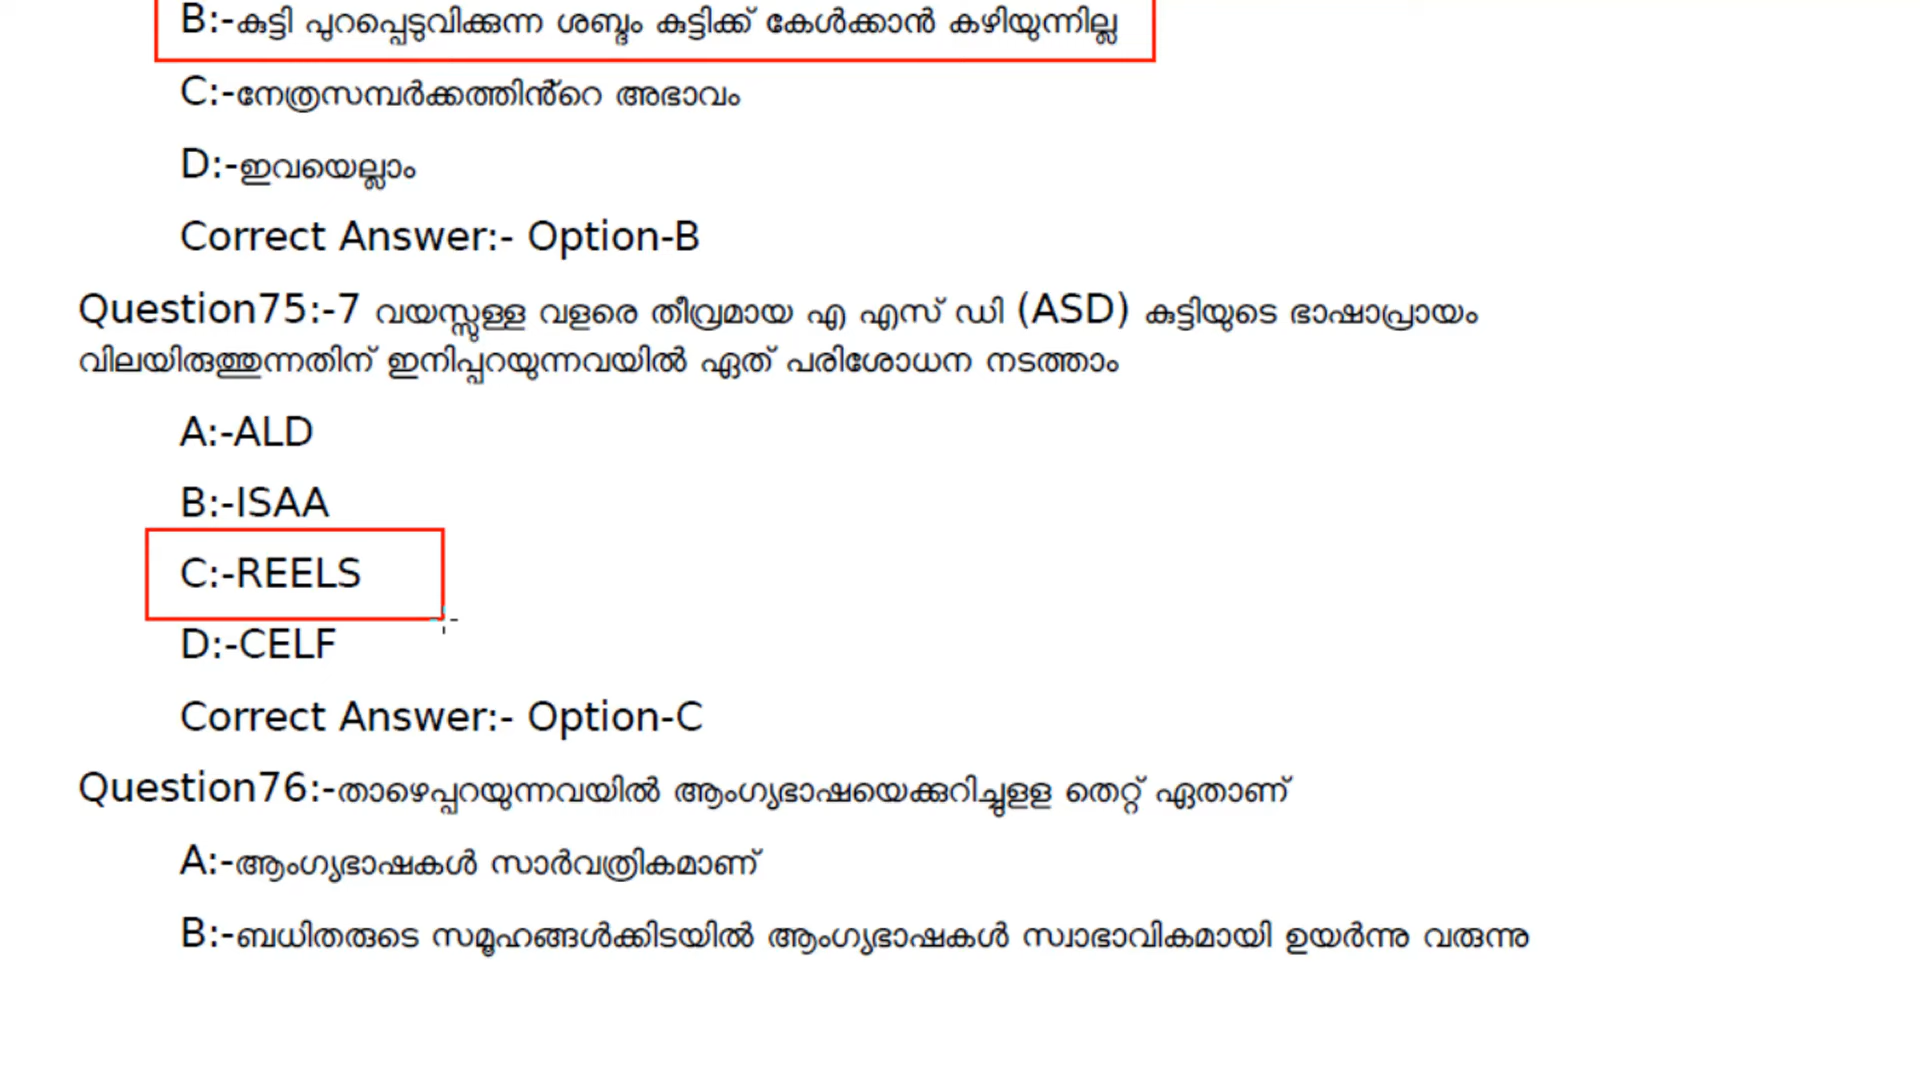 B:-കുട്ടി പുറപ്പെടുവിക്കുന്ന ശബ്ദം കുട്ടിക്ക് കേൾക്കാൻ കഴിയുന്നില്ല
C:-നേത്രസമ്പർക്കത്തിൻ്റെ അഭാവം
D:-ഇവയെല്ലാം
Correct Answer:- Option-B
Question75:-7 വയസ്സുള്ള വളരെ തീവ്രമായ എ എസ് ഡി (ASD) കുട്ടിയുടെ ഭാഷാപ്രായം
വിലയിരുത്തുന്നതിന് ഇനിപ്പറയുന്നവയിൽ ഏത് പരിശോധന നടത്താം
A:-ALD
B:-ISAA
C:-REELS
D:-CELF
Correct Answer:- Option-C
Question76:-താഴെപ്പറയുന്നവയിൽ ആംഗ്യഭാഷയെക്കുറിച്ചുളള തെറ്റ് ഏതാണ്
A:-ആംഗ്യഭാഷകൾ സാർവത്രികമാണ്
B:-ബധിതരുടെ സമൂഹങ്ങൾക്കിടയിൽ ആംഗ്യഭാഷകൾ സ്വാഭാവികമായി ഉയർന്നു വരുന്നു